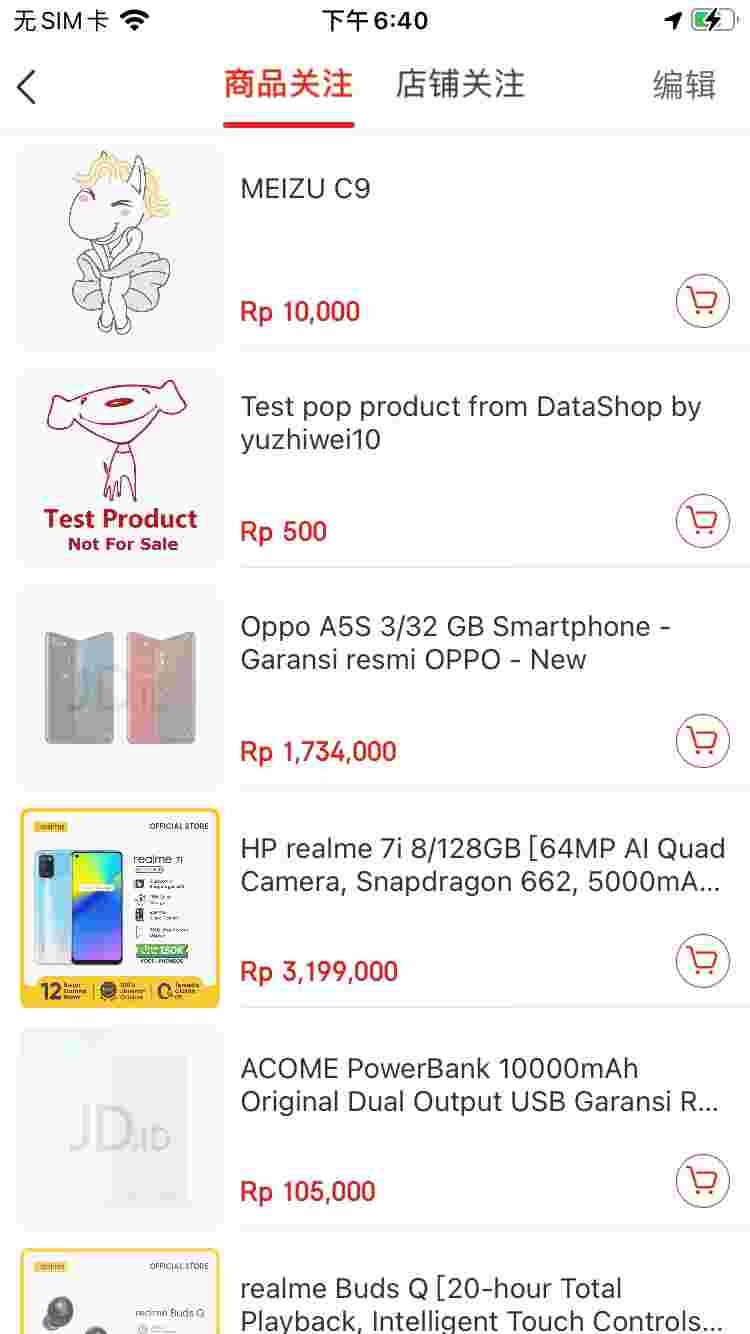 无SIM卡
下午6:40
商品关注
店铺关注
编辑
MEIZU C9
Rp 10,000
Test Product
Not For Sale
Test pop product from DataShop by
yuzhiwei10
Rp 500
JD.ID
Oppo A5S 3/32 GB Smartphone -
Garansi resmi OPPO - New
Rp 1,734,000
realme
OFFICIAL STORE
realme 7i
12
HP realme 7i 8/128GB [64MP AI Quad
Camera, Snapdragon 662, 5000mA...
Rp 3,199,000
JD.ID
ACOME PowerBank 10000mAh
Original Dual Output USB Garansi R...
Rp 105,000
realme
OFFICIAL STORE
realme Buds Q
realme Buds Q [20-hour Total
Playback, Intelligent Touch Controls...